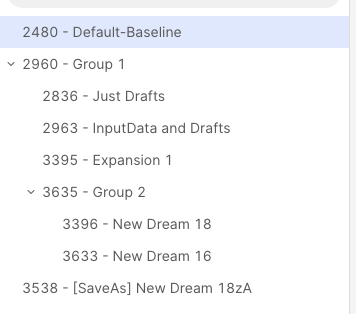 2480 - Default-Baseline
2960 - Group 1
2836 - Just Drafts
2963 - InputData and Drafts
3395 - Expansion 1
3635 - Group 2
3396 - New Dream 18
3633 - New Dream 16
3538 - [SaveAs] New Dream 18zA